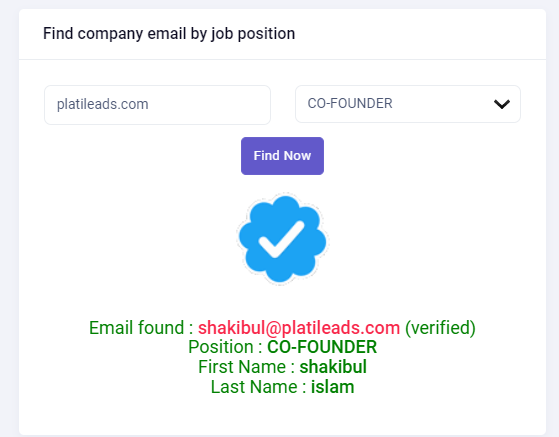 Find company email by job position
platileads.com
CO-FOUNDER
Find Now
Email found : shakibul@platileads.com (verified)
Position : CO-FOUNDER
First Name : shakibul
Last Name : islam